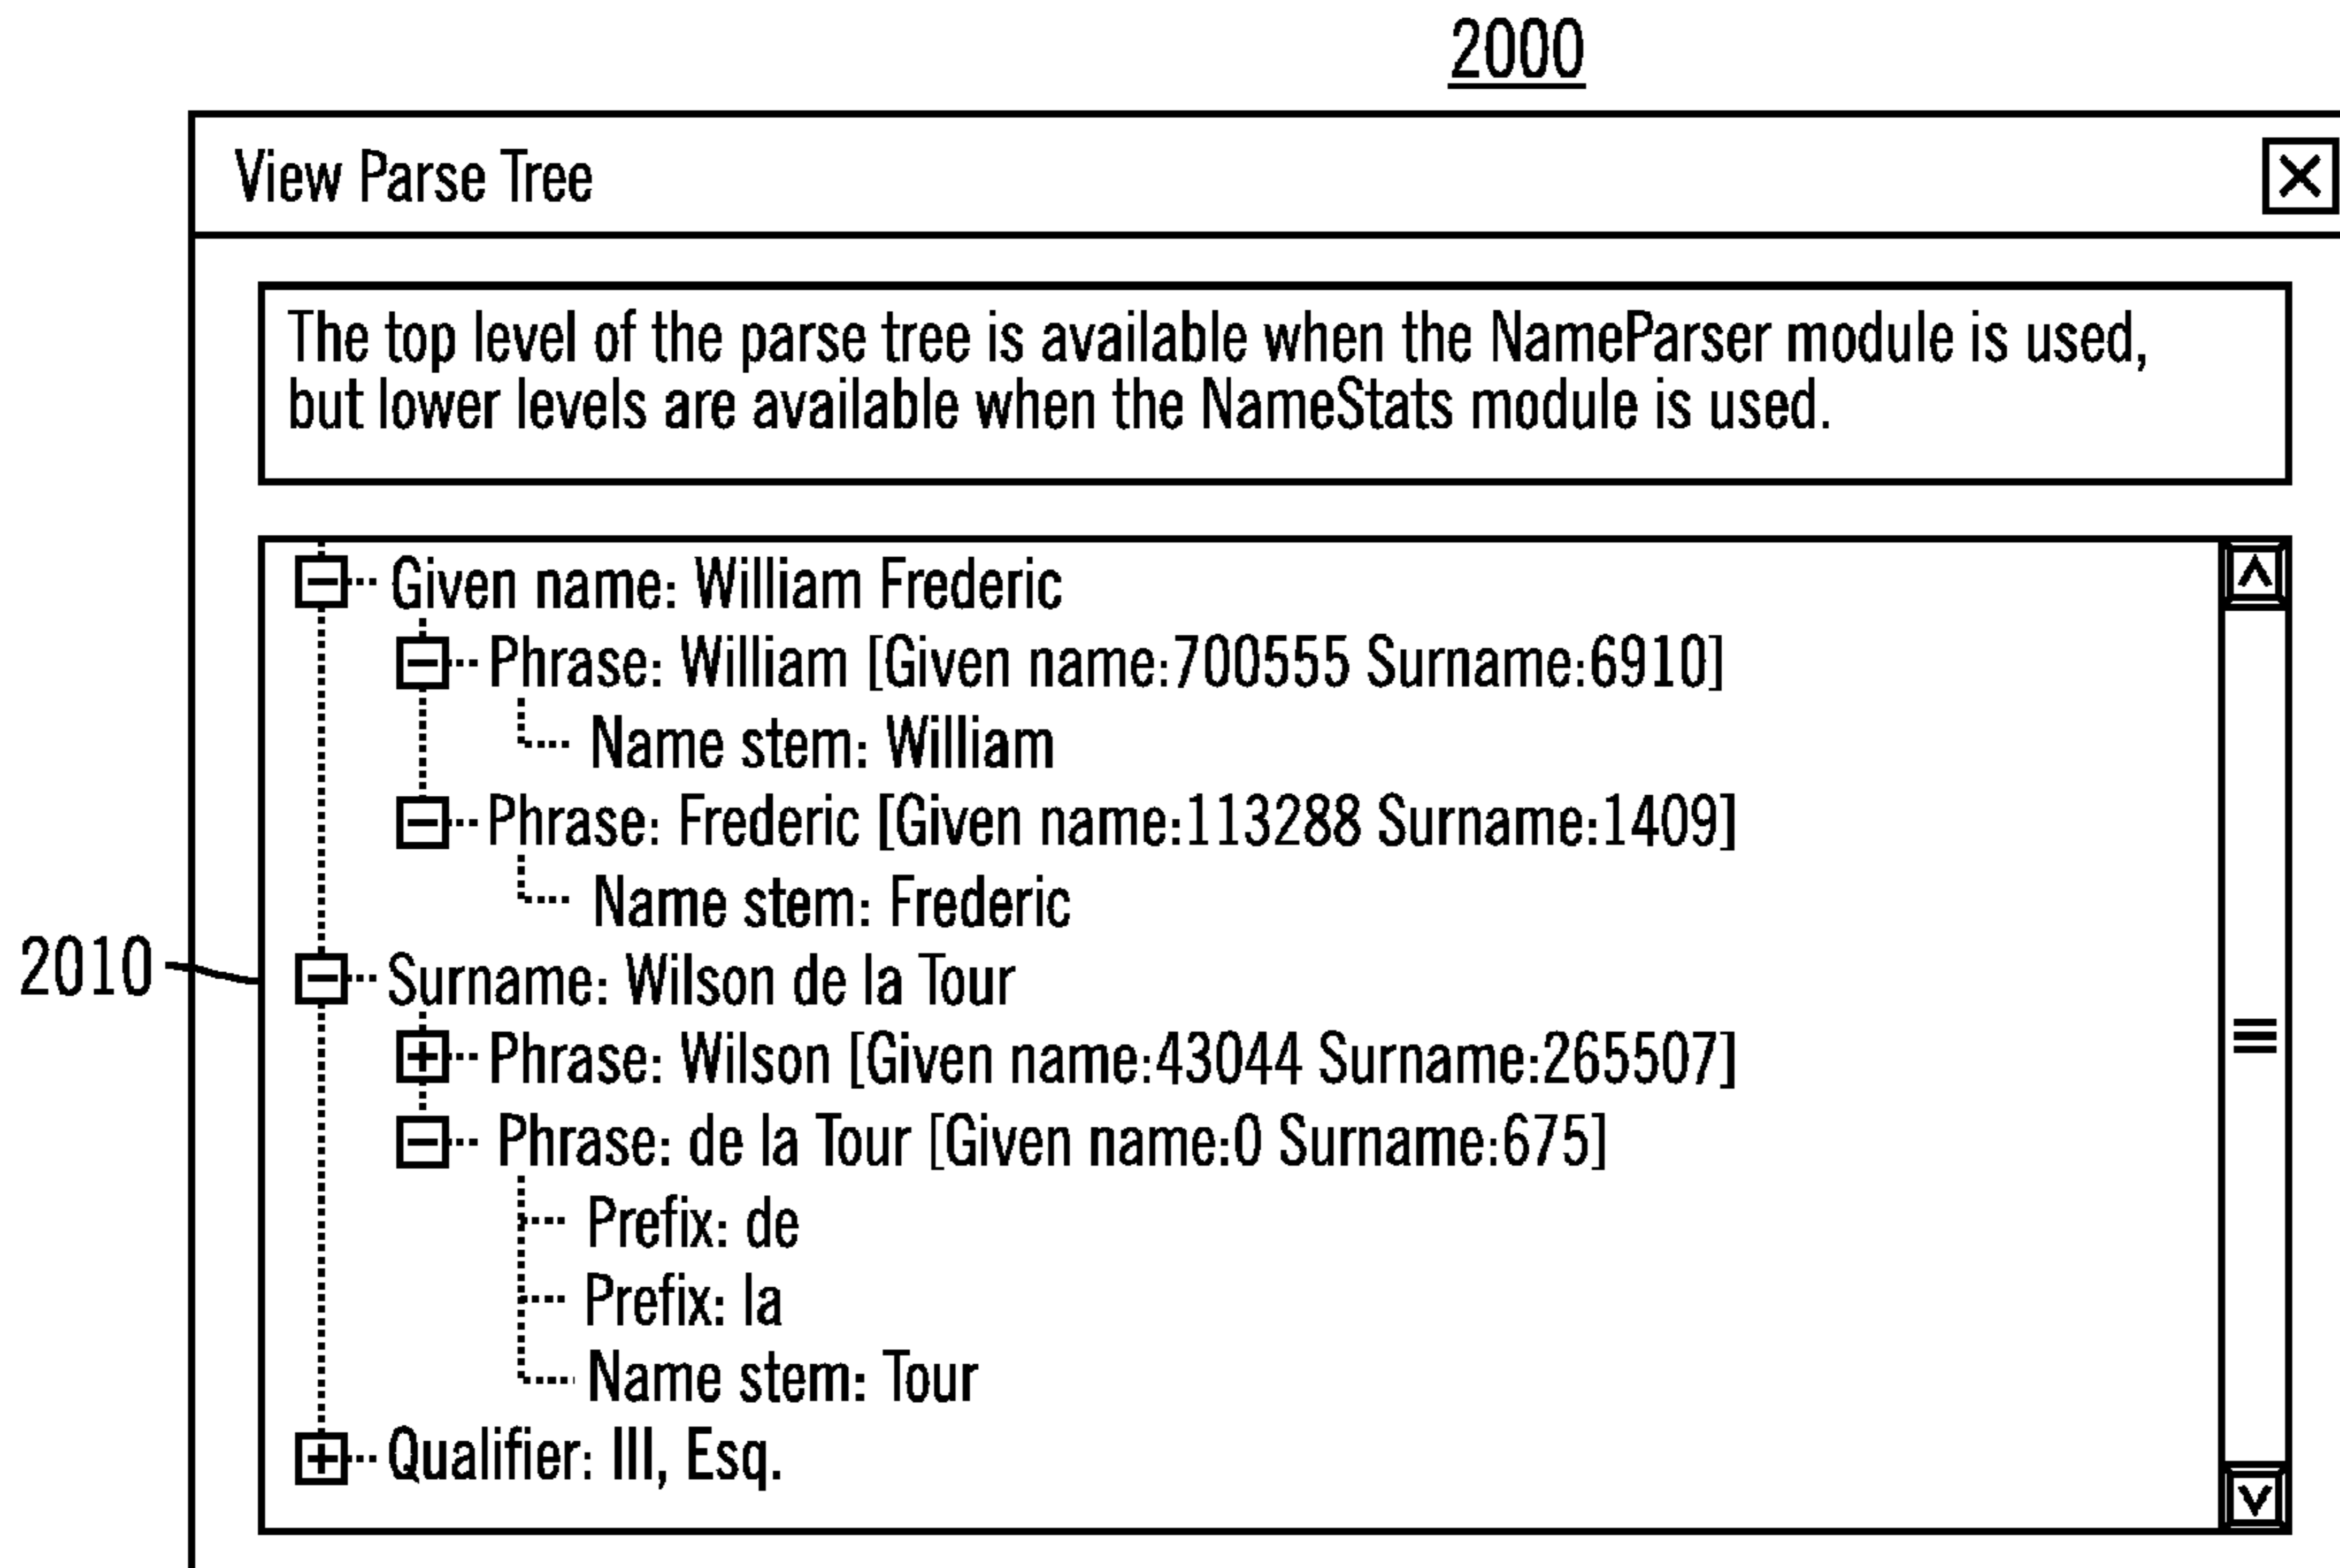 2000
View Parse Tree
The top level of the parse tree is available when the NameParser module is used,
but lower levels are available when the NameStats module is used.
Given name: William Frederic
Phrase: William [Given name:700555 Surname:6910]
Name stem: William
Phrase: Frederic [Given name:113288 Surname:1409]
Name stem: Frederic
2010
Surname: Wilson de la Tour
Phrase: Wilson [Given name:43044 Surname:265507]
Phrase: de la Tour [Given name:0 Surname:675]
Prefix: de
Prefix: la
Name stem: Tour
Qualifier: III, Esq.